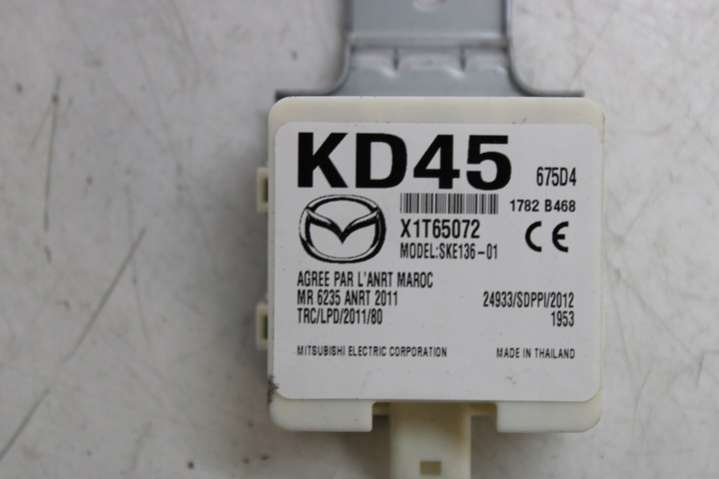 KD45 675D4
1782 B468
X1T65072
MODEL:SKE136-01
CE
AGREE PAR L'ANRT MAROC
MR 6235 ANRT 2011 24933/SDPPI/2012
TRC/LPD/2011/80 1953
MITSUBISHI ELECTRIC CORPORATION MADE IN THAILAND